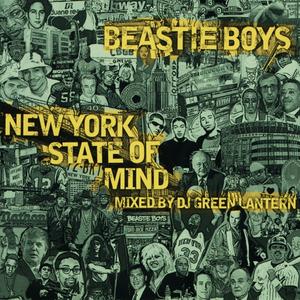 BEASTIE BOYS
NEW YORK
STATE OF
MIND
MIXED BY DJ GREEN LANTERN
BEASTIE BOYS